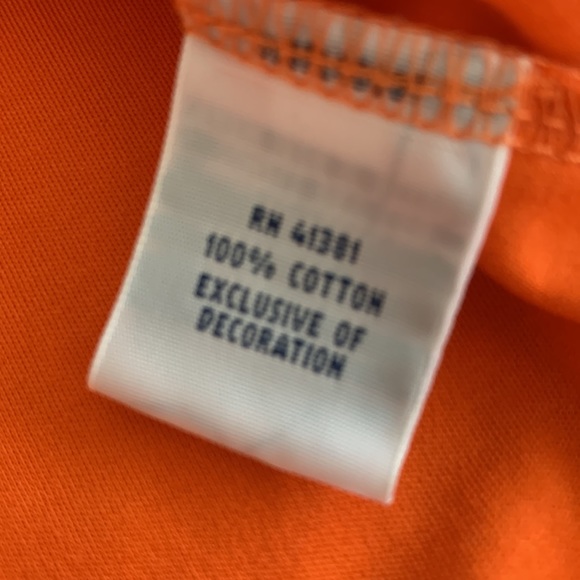 RN 41381
100% COTTON
EXCLUSIVE OF
DECORATION